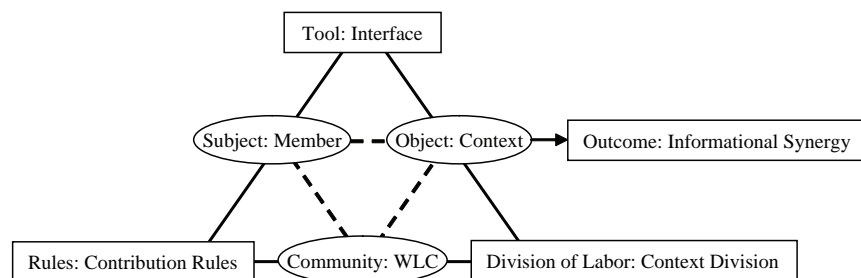 Tool: Interface
Subject: Member
Object: Context
Outcome: Informational Synergy
Rules: Contribution Rules
Community: WLC
Division of Labor: Context Division